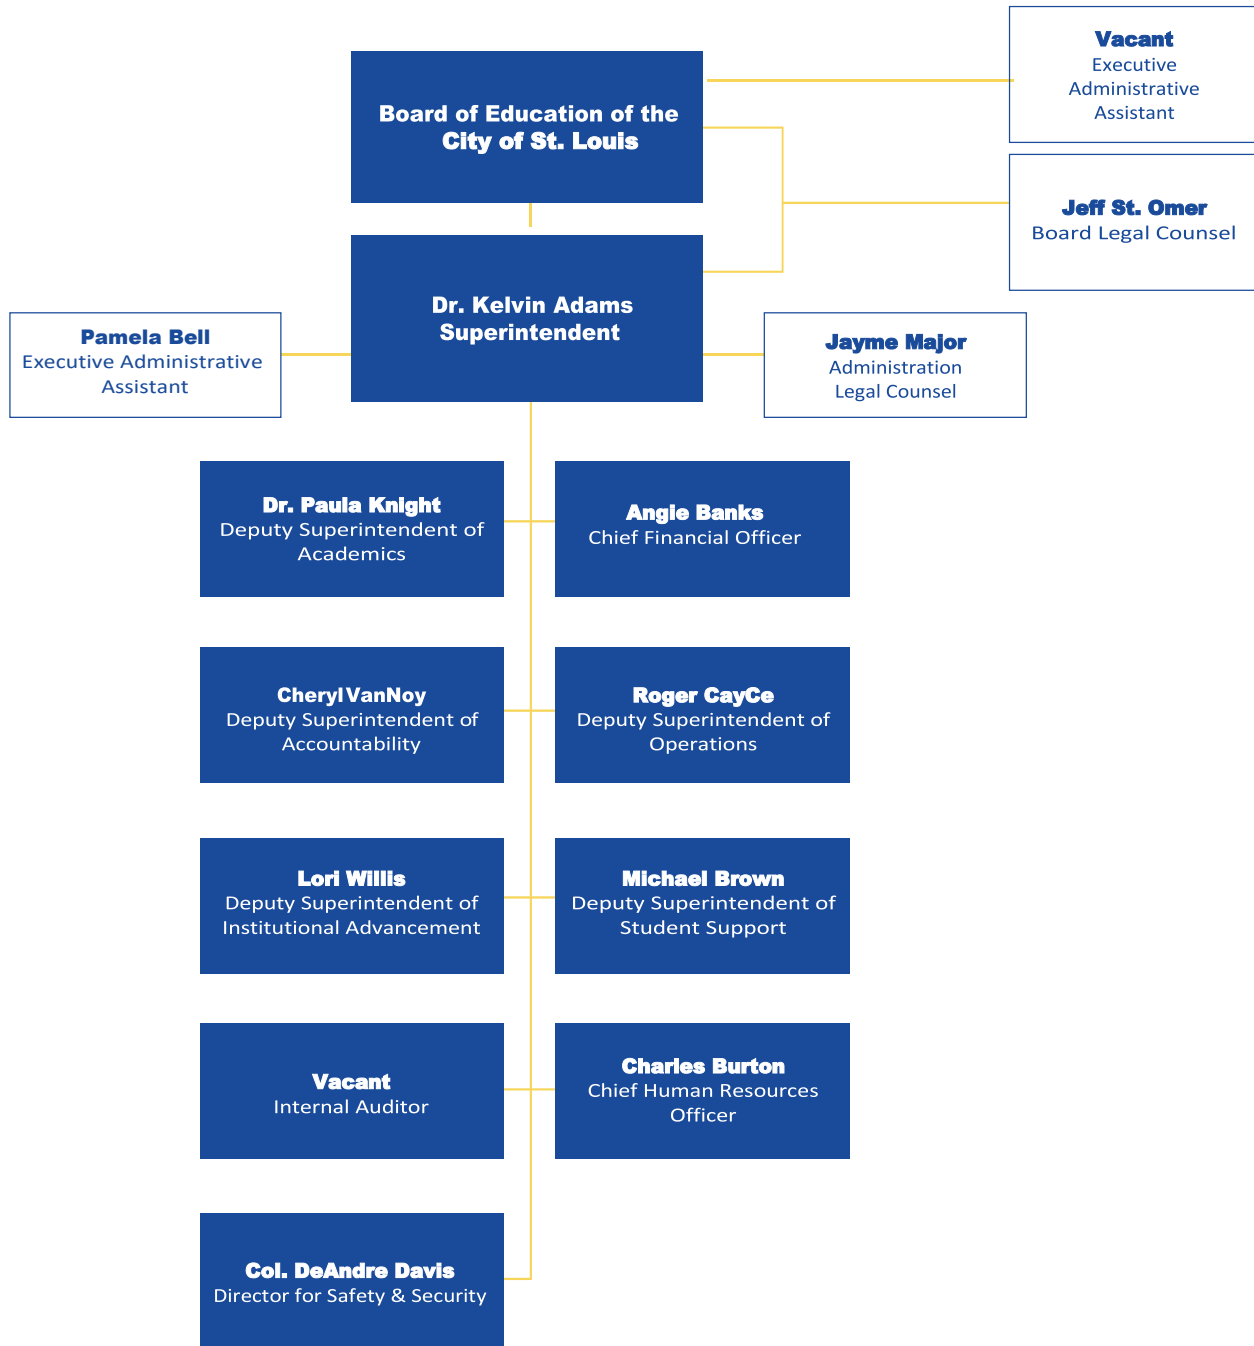 Vacant
Executive
Administrative
Assistant
Board of Education of the
City of St. Louis
Jeff St. Omer
Board Legal Counsel
Dr. Kelvin Adams
Superintendent
Pamela Bell
Executive Administrative
Assistant
Jayme Major
Administration
Legal Counsel
Dr. Paula Knight
Deputy Superintendent of
Academics
Angie Banks
Chief Financial Officer
Cheryl VanNoy
Deputy Superintendent of
Accountability
Roger CayCe
Deputy Superintendent of
Operations
Lori Willis
Deputy Superintendent of
Institutional Advancement
Michael Brown
Deputy Superintendent of
Student Support
Vacant
Internal Auditor
Charles Burton
Chief Human Resources
Officer
Col. DeAndre Davis
Director for Safety & Security